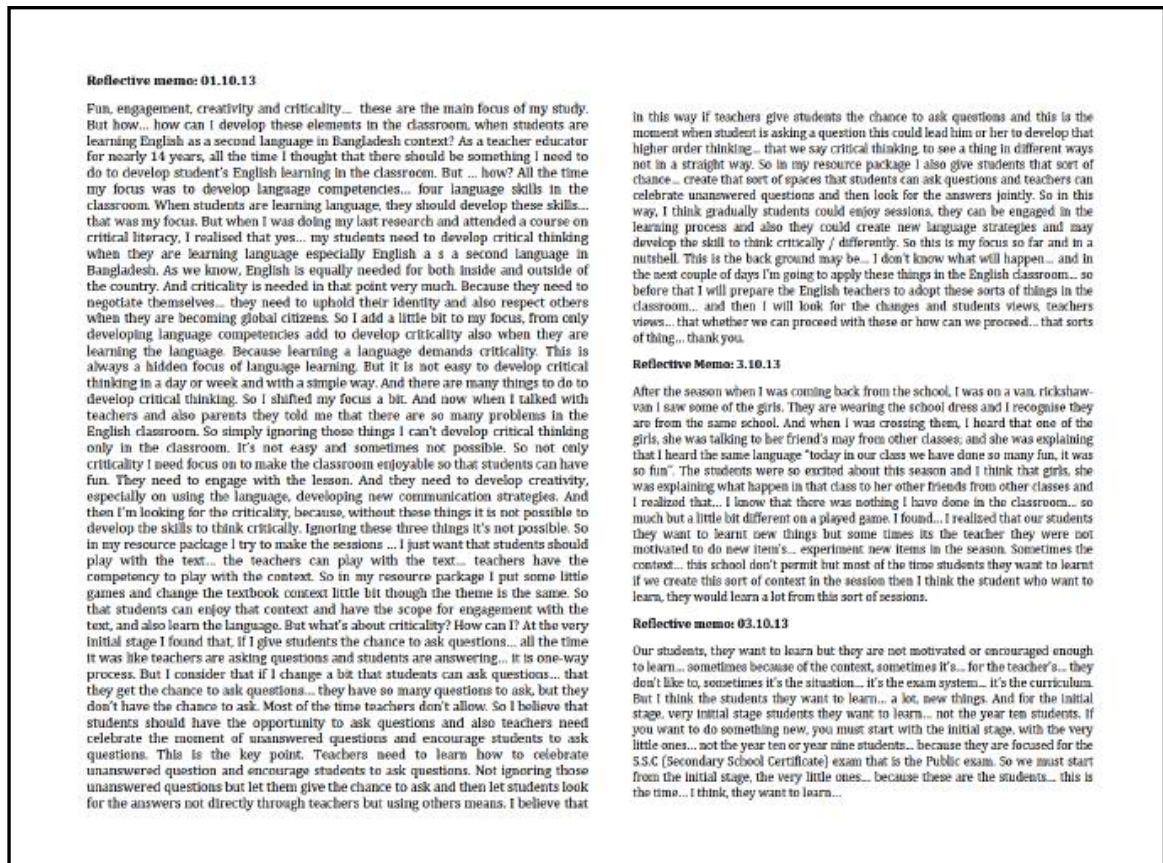 Reflective memo: 01.10.13
Fun, engagement, creativity and criticality... these are the main focus of my study.
But how... how can I develop these elements in the classroom, when students are
learning English as a second language in Bangladesh context? As a teacher educator
for nearly 14 years, all the time I thought that there should be something I need to
do to develop student's English learning in the classroom. But ... how? All the time
my focus was to develop language competencies... four language skills in the
classroom. When students are learning language, they should develop these skills...
that was my focus. But when I was doing my last research and attended a course on
critical literacy, I realised that yes... my students need to develop critical thinking
when they are learning language especially English a s a second language in
Bangladesh. As we know, English is equally needed for both inside and outside of
the country. And criticality is needed in that point very much. Because they need to
negotiate themselves... they need to uphold their identity and also respect others
when they are becoming global citizens. So I add a little bit to my focus, from only
developing language competencies add to develop criticality also when they are
learning the language. Because learning a language demands criticality. This is
always a hidden focus of language learning. But it is not easy to develop critical
thinking in a day or week and with a simple way. And there are many things to do to
develop critical thinking. So I shifted my focus a bit. And now when I talked with
teachers and also parents they told me that there are so many problems in the
English classroom. So simply ignoring those things I can't develop critical thinking
only in the classroom. It's not easy and sometimes not possible. So not only
criticality I need focus on to make the classroom enjoyable so that students can have
fun. They need to engage with the lesson. And they need to develop creativity,
especially on using the language, developing new communication strategies. And
then I'm looking for the criticality, because, without these things it is not possible to
develop the skills to think critically. Ignoring these three things it's not possible. So
in my resource package I try to make the sessions ... I just want that students should
play with the text... the teachers can play with the text... teachers have the
competency to play with the context. So in my resource package I put some little
games and change the textbook context little bit though the theme is the same. So
that students can enjoy that context and have the scope for engagement with the
text, and also learn the language. But what's about criticality? How can I? At the very
initial stage I found that, if I give students the chance to ask questions... all the time
it was like teachers are asking questions and students are answering... it is one-way
process. But I consider that if I change a bit that students can ask questions... that
they get the chance to ask questions... they have so many questions to ask, but they
don't have the chance to ask. Most of the time teachers don't allow. So I believe that
students should have the opportunity to ask questions and also teachers need
celebrate the moment of unanswered questions and encourage students to ask
questions. This is the key point. Teachers need to learn how to celebrate
unanswered question and encourage students to ask questions. Not ignoring those
unanswered questions but let them give the chance to ask and then let students look
for the answers not directly through teachers but using others means. I believe that
in this way if teachers give students the chance to ask questions and this is the
moment when student is asking a question this could lead him or her to develop that
higher order thinking... that we say critical thinking, to see a thing in different ways
not in a straight way. So in my resource package I also give students that sort of
chance... create that sort of spaces that students can ask questions and teachers can
celebrate unanswered questions and then look for the answers jointly. So in this
way, I think gradually students could enjoy sessions, they can be engaged in the
learning process and also they could create new language strategies and may
develop the skill to think critically / differently. So this is my focus so far and in a
nutshell. This is the back ground may be... I don't know what will happen... and in
the next couple of days I'm going to apply these things in the English classroom... so
before that I will prepare the English teachers to adopt these sorts of things in the
classroom... and then I will look for the changes and students views, teachers
views... that whether we can proceed with these or how can we proceed... that sorts
of thing... thank you.
Reflective Memo: 3.10.13
After the season when I was coming back from the school, I was on a van, rickshaw-
van I saw some of the girls. They are wearing the school dress and I recognise they
are from the same school. And when I was crossing them, I heard that one of the
girls, she was talking to her friend's may from other classes; and she was explaining
that I heard the same language "today in our class we have done so many fun, it was
so fun". The students were so excited about this season and I think that girls, she
was explaining what happen in that class to her other friends from other classes and
I realized that... I know that there was nothing I have done in the classroom... so
much but a little bit different on a played game. I found... I realized that our students
they want to learnt new things but some times its the teacher they were not
motivated to do new item's... experiment new items in the season. Sometimes the
context... this school don't permit but most of the time students they want to learnt
if we create this sort of context in the session then I think the student who want to
learn, they would learn a lot from this sort of sessions.
Reflective memo: 03.10.13
Our students, they want to learn but they are not motivated or encouraged enough
to learn... sometimes because of the context, sometimes it's... for the teacher's... they
don't like to, sometimes it's the situation... it's the exam system... it's the curriculum.
But I think the students they want to learn... a lot, new things. And for the initial
stage, very initial stage students they want to learn... not the year ten students. If
you want to do something new, you must start with the initial stage, with the very
little ones... not the year ten or year nine students... because they are focused for the
S.S.C (Secondary School Certificate) exam that is the Public exam. So we must start
from the initial stage, the very little ones... because these are the students... this is
the time... I think, they want to learn...